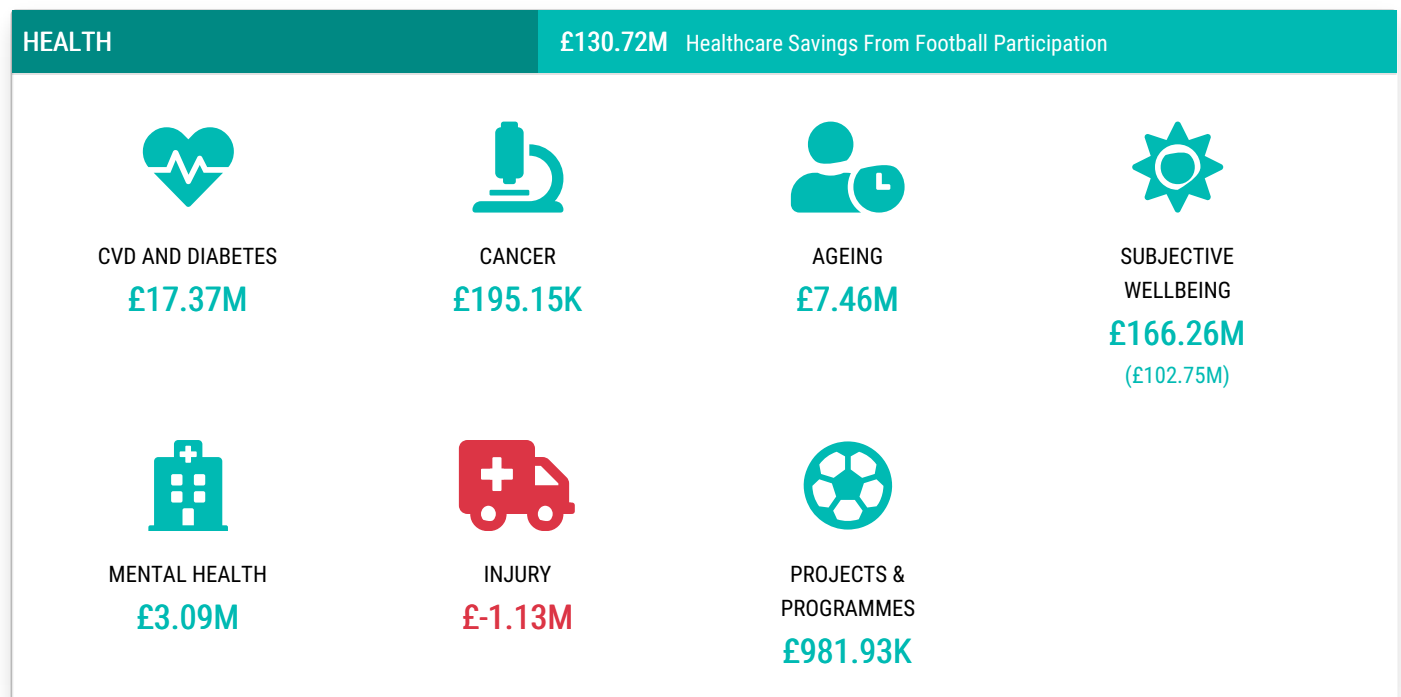 HEALTH
£130.72M Healthcare Savings From Football Participation
CVD AND DIABETES
£17.37M
CANCER
£195.15K
AGEING
£7.46M
SUBJECTIVE
WELLBEING
£166.26M
(£102.75M)
MENTAL HEALTH
£3.09M
INJURY
£-1.13M
PROJECTS &
PROGRAMMES
£981.93K